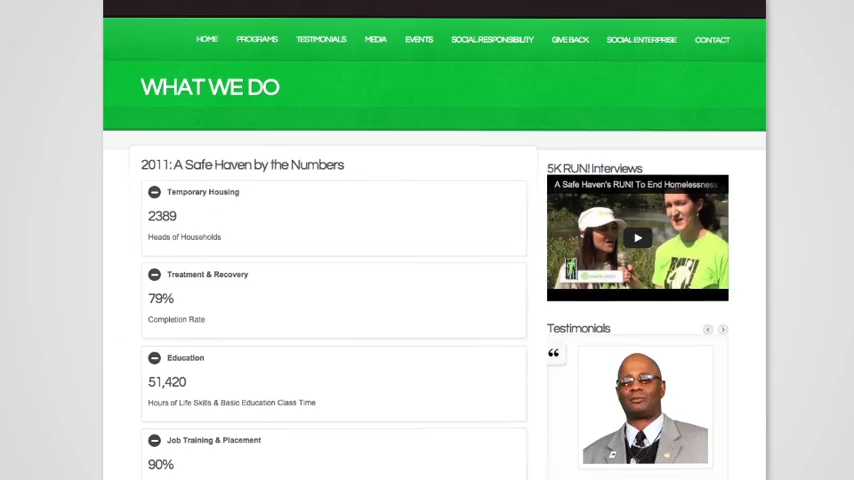 HOME PROGRAMS TESTIMONIALS MEDIA EVENTS SOCIAL RESPONSIBILITY GIVE BACK SOCIAL ENTERPRISE CONTACT
WHAT WE DO
2011: A Safe Haven by the Numbers
Temporary Housing
2389
Heads of Households
Treatment & Recovery
79%
Completion Rate
Education
51,420
Hours of Life Skills & Basic Education Class Time
Job Training & Placement
90%
5K RUN! Interviews
A Safe Haven's RUN! To End Homelessness
RUN!
Testimonials